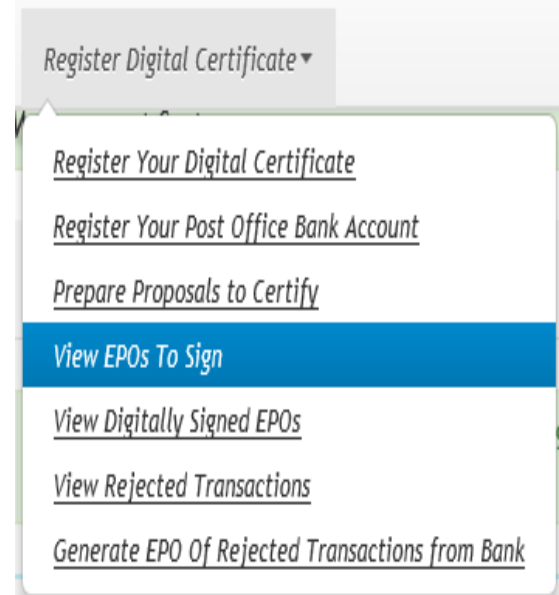 Register Digital Certificate
Register Your Digital Certificate
Register Your Post Office Bank Account
Prepare Proposals to Certify
View EPOs To Sign
View Digitally Signed EPOs
View Rejected Transactions
Generate EPO Of Rejected Transactions from Bank